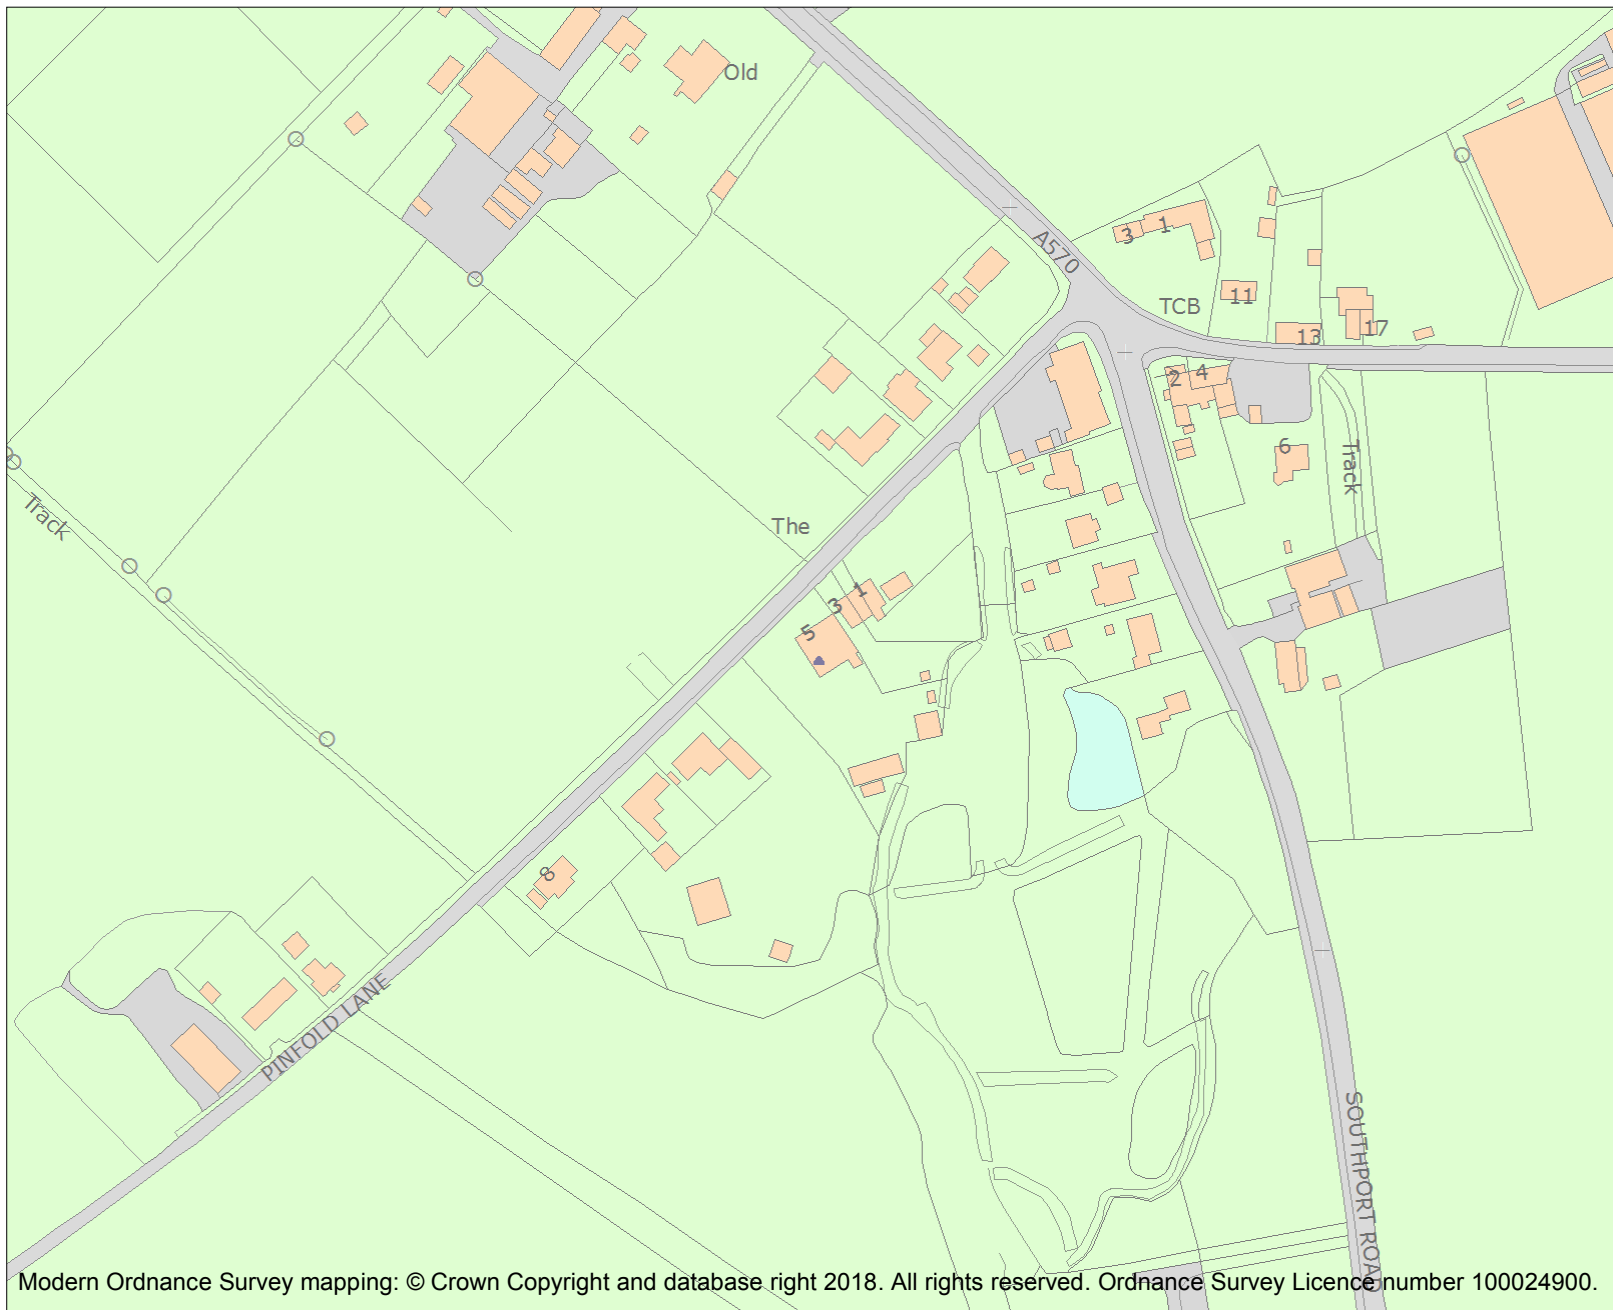 Old
A570
3
1
TCB
11
13
17
2
4
6
Track
Track
The
1
3
5
8
PINFOLD LANE
SOUTHPORT ROAD
Modern Ordnance Survey mapping: © Crown Copyright and database right 2018. All rights reserved. Ordnance Survey Licence number 100024900.